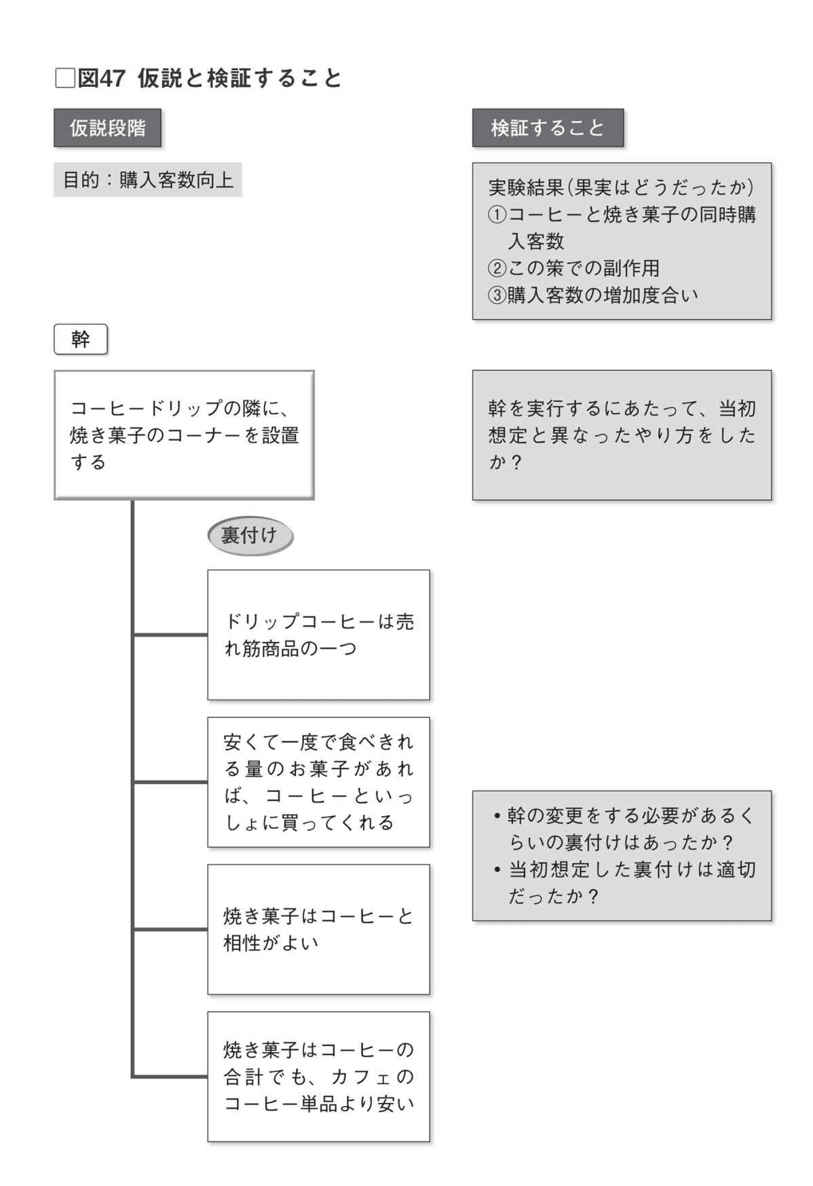 □図47 仮説と検証すること
仮説段階
検証すること
目的：購入客数向上
実験結果（果実はどうだったか）
①コーヒーと焼き菓子の同時購
入客数
②この策での副作用
③購入客数の増加度合い
幹
コーヒードリップの隣に、
焼き菓子のコーナーを設置
する
幹を実行するにあたって、当初
想定と異なったやり方をした
か？
裏付け
ドリップコーヒーは売
れ筋商品の一つ
安くて一度で食べきれ
る量のお菓子があれ
ば、コーヒーといっ
しょに買ってくれる
・幹の変更をする必要があるく
らいの裏付けはあったか？
・当初想定した裏付けは適切
だったか？
焼き菓子はコーヒーと
相性がよい
焼き菓子はコーヒーの
合計でも、カフェの
コーヒー単品より安い